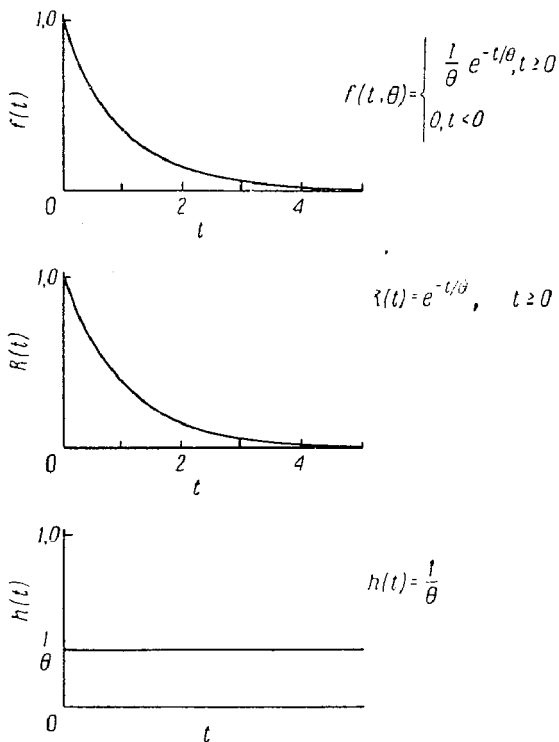 1,0
f(t)
0
2
4
t
f(t,θ)= { 1/θ e^-t/θ, t≥0
0, t<0
1,0
R(t)
0
2
4
t
R(t)=e^-t/θ, t≥0
1,0
h(t)
1/θ
0
t
h(t)=1/θ